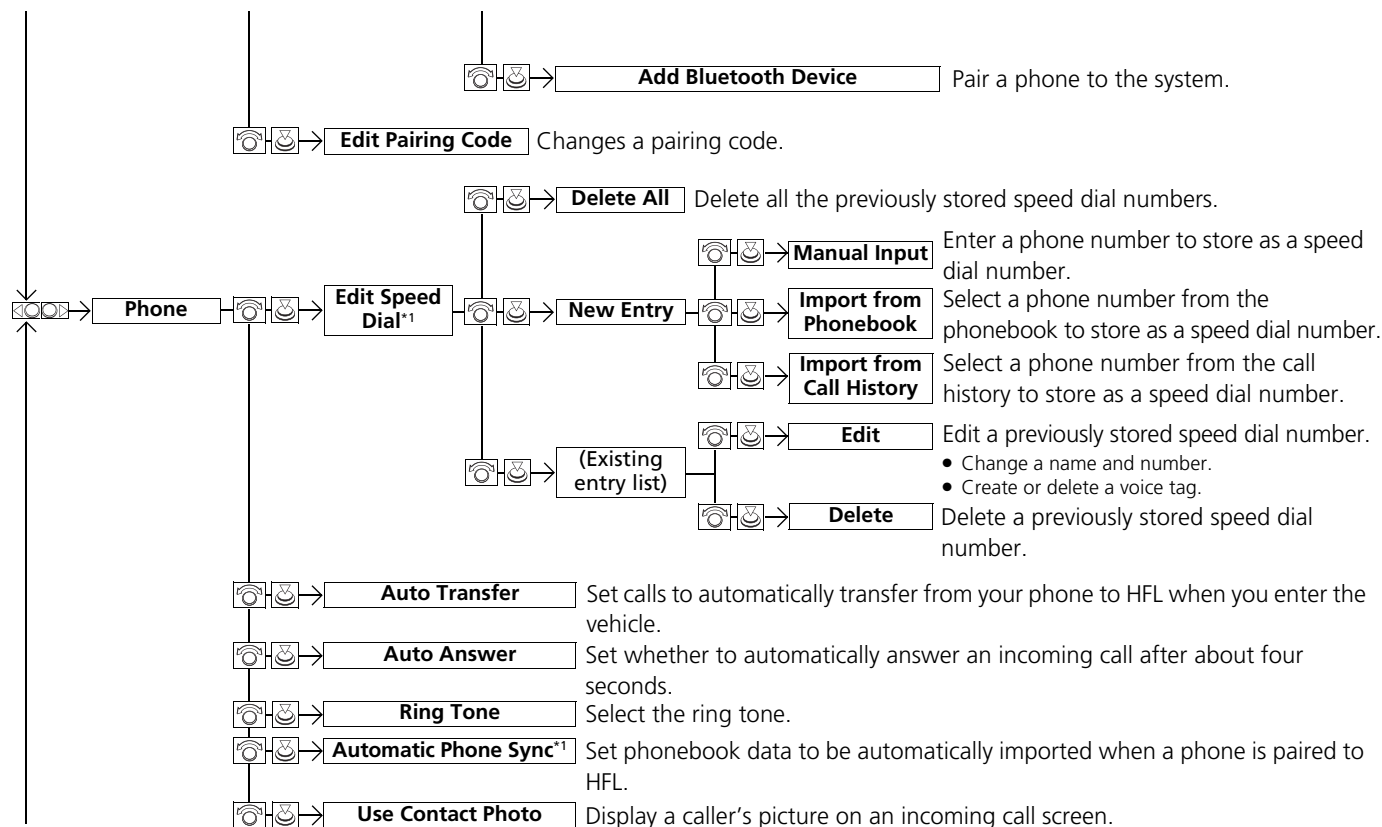 Add Bluetooth Device Pair a phone to the system.
Edit Pairing Code Changes a pairing code.
Delete All Delete all the previously stored speed dial numbers.
Manual Input Enter a phone number to store as a speed
dial number.
Phone
Edit Speed
Dial*1
New Entry
Import from
Phonebook
Select a phone number from the
phonebook to store as a speed dial number.
Import from
Call History
Select a phone number from the call
history to store as a speed dial number.
(Existing
entry list)
Edit Edit a previously stored speed dial number.
• Change a name and number.
• Create or delete a voice tag.
Delete Delete a previously stored speed dial
number.
Auto Transfer Set calls to automatically transfer from your phone to HFL when you enter the
vehicle.
Auto Answer Set whether to automatically answer an incoming call after about four
seconds.
Ring Tone Select the ring tone.
Automatic Phone Sync*1 Set phonebook data to be automatically imported when a phone is paired to
HFL.
Use Contact Photo Display a caller's picture on an incoming call screen.